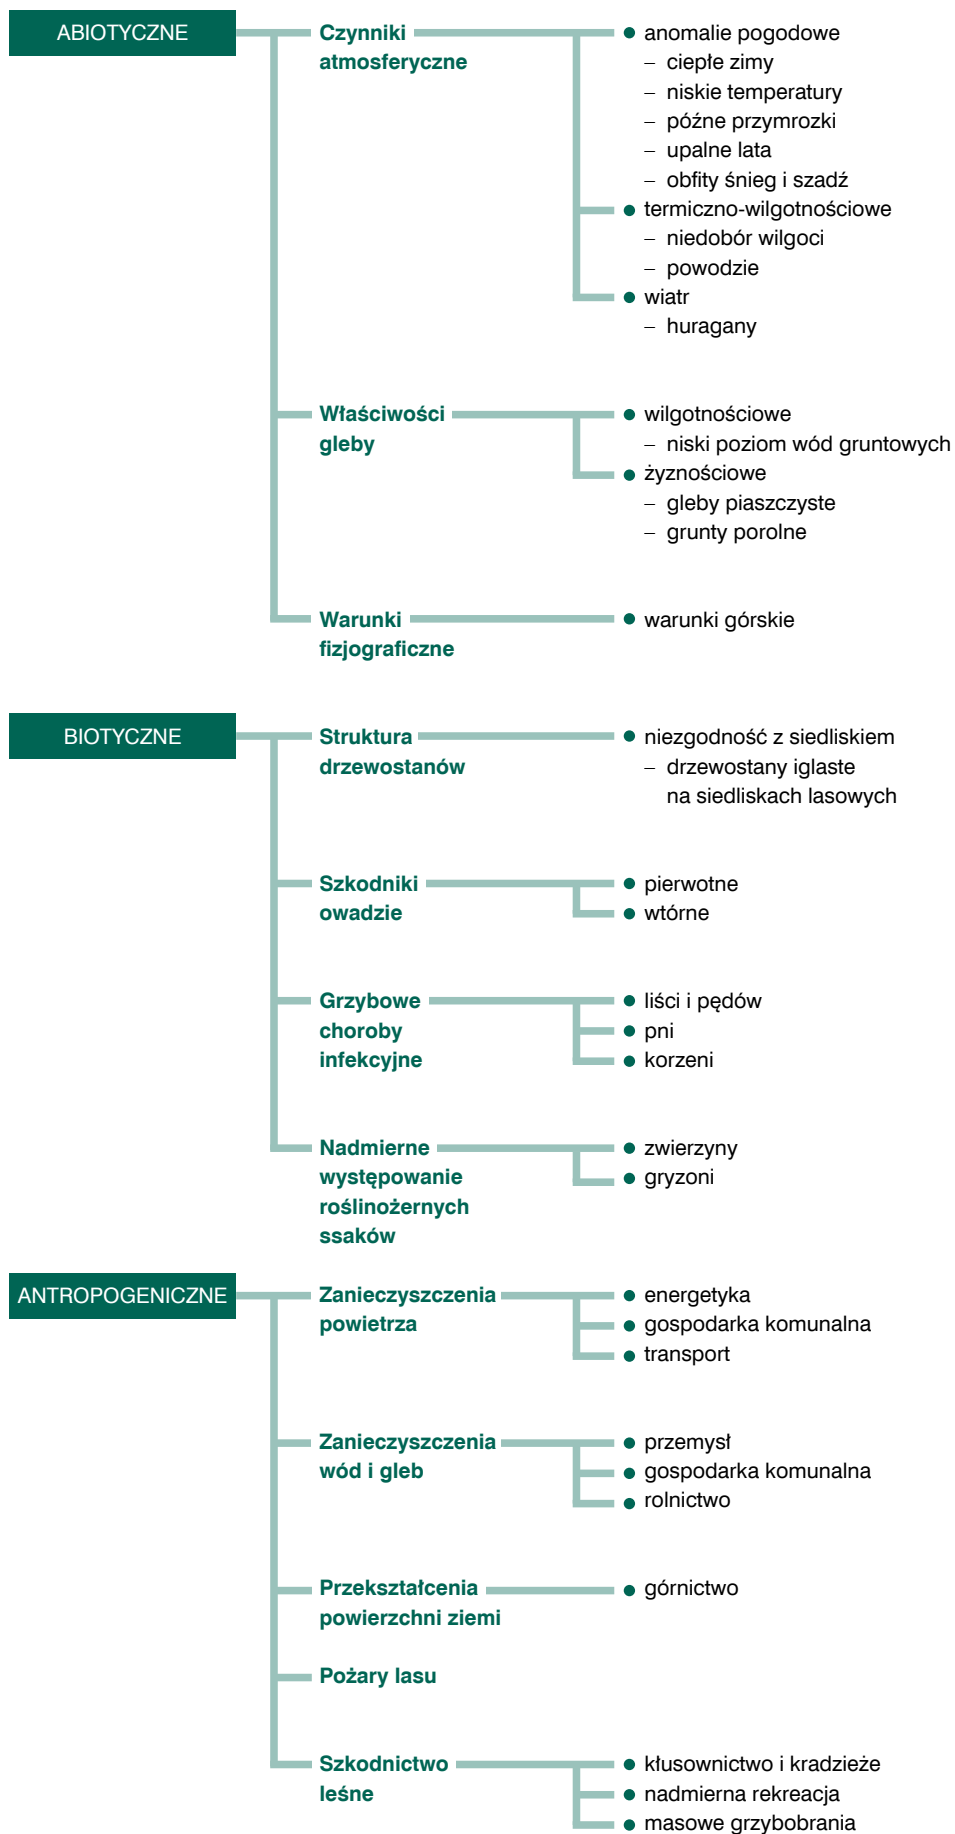 ABIOTYCZNE
Czynniki
atmosferyczne
● anomalie pogodowe
– ciepłe zimy
– niskie temperatury
– późne przymrozki
– upalne lata
– obfity śnieg i szadź
● termiczno-wilgotnościowe
– niedobór wilgoci
– powodzie
● wiatr
– huragany
Właściwości
gleby
● wilgotnościowe
– niski poziom wód gruntowych
● żyznościowe
– gleby piaszczyste
– grunty porolne
Warunki
fizjograficzne
● warunki górskie
BIOTYCZNE
Struktura
drzewostanów
● niezgodność z siedliskiem
– drzewostany iglaste
na siedliskach lasowych
Szkodniki
owadzie
● pierwotne
● wtórne
Grzybowe
choroby
infekcyjne
● liści i pędów
● pni
● korzeni
Nadmierne
występowanie
roślinożernych
ssaków
● zwierzyny
● gryzoni
ANTROPOGENICZNE
Zanieczyszczenia
powietrza
● energetyka
● gospodarka komunalna
● transport
Zanieczyszczenia
wód i gleb
● przemysł
● gospodarka komunalna
● rolnictwo
Przekształcenia
powierzchni ziemi
● górnictwo
Pożary lasu
Szkodnictwo
leśne
● kłusownictwo i kradzieże
● nadmierna rekreacja
● masowe grzybobrania